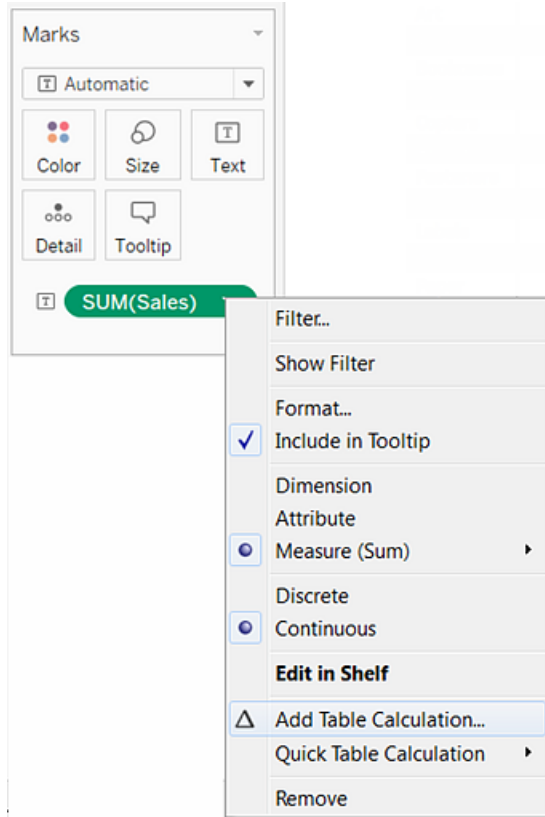 Marks
Automatic
Color Size Text
Detail Tooltip
SUM(Sales)
Filter...
Show Filter
Format...
Include in Tooltip
Dimension
Attribute
Measure (Sum)
Discrete
Continuous
Edit in Shelf
Add Table Calculation...
Quick Table Calculation
Remove